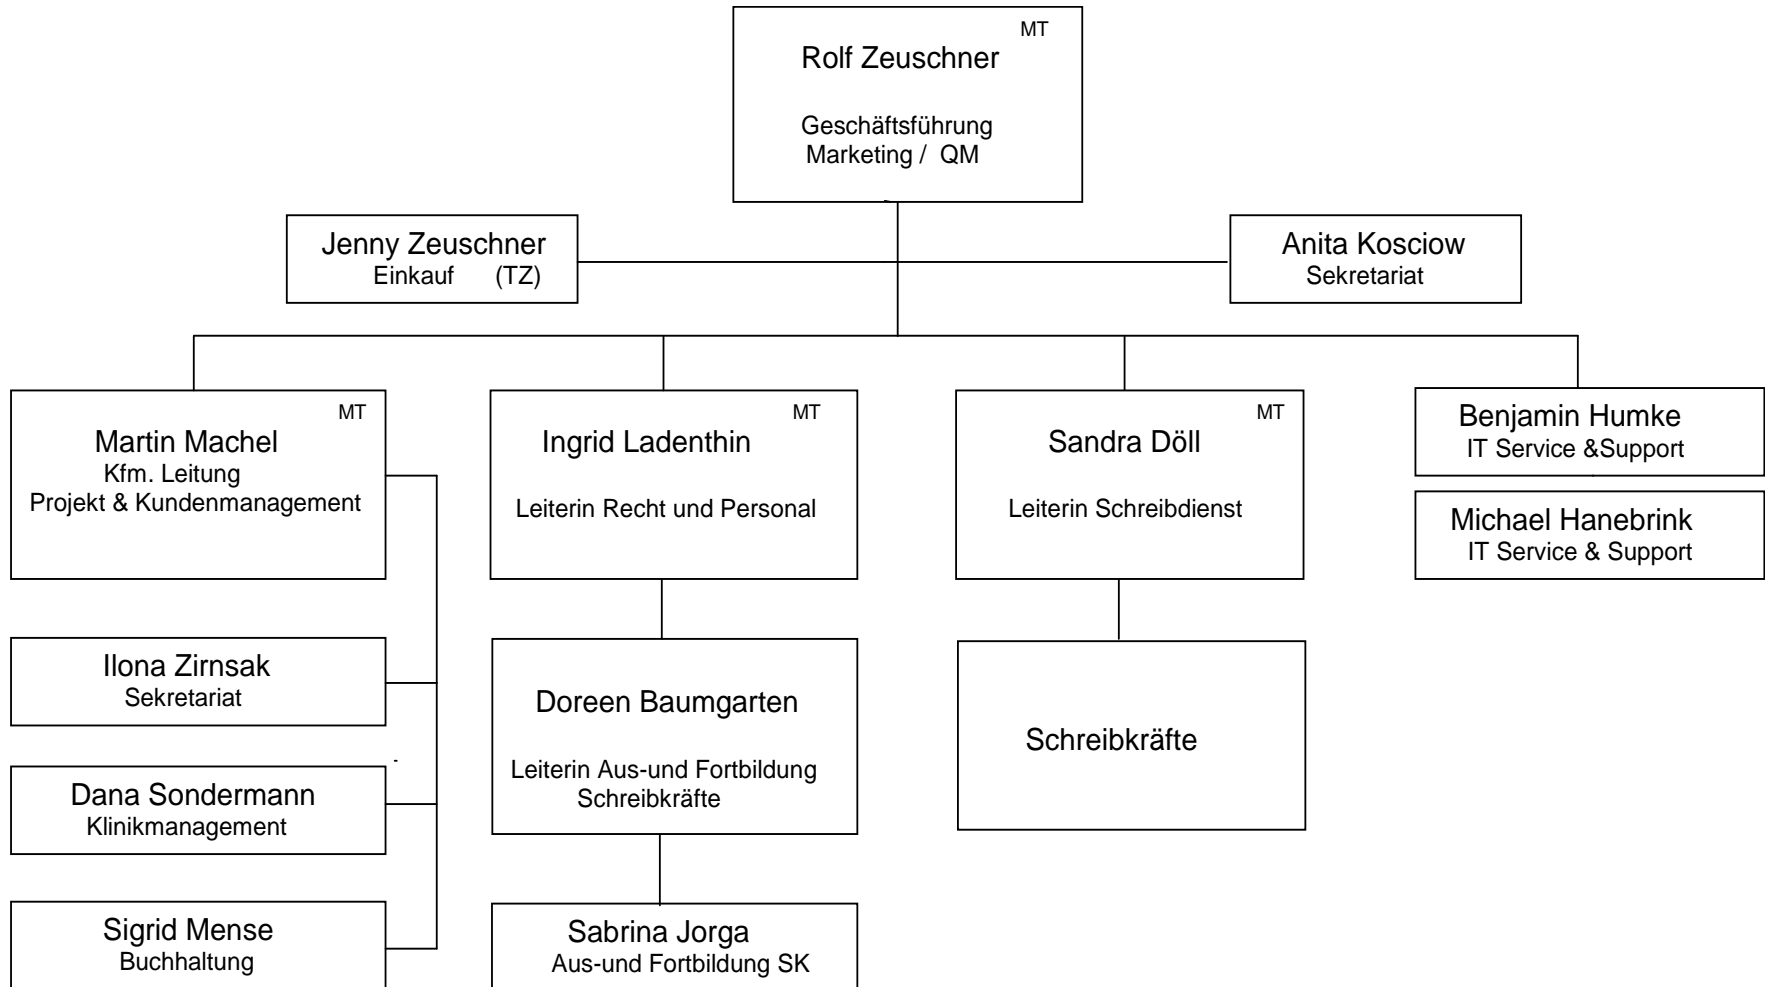 MT
Rolf Zeuschner
Geschäftsführung
Marketing / QM
Jenny Zeuschner
Einkauf (TZ)
Anita Kosciow
Sekretariat
MT
Martin Machel
Kfm. Leitung
Projekt & Kundenmanagement
MT
Ingrid Ladenthin
Leiterin Recht und Personal
MT
Sandra Döll
Leiterin Schreibdienst
Benjamin Humke
IT Service &Support
Michael Hanebrink
IT Service & Support
Ilona Zirnsak
Sekretariat
Dana Sondermann
Klinikmanagement
Sigrid Mense
Buchhaltung
Doreen Baumgarten
Leiterin Aus-und Fortbildung
Schreibkräfte
Sabrina Jorga
Aus-und Fortbildung SK
Schreibkräfte